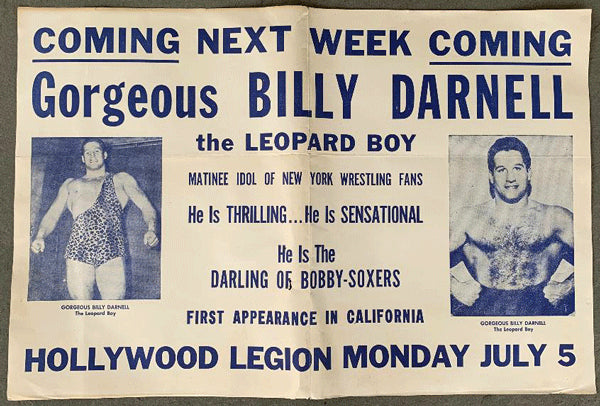 COMING NEXT WEEK COMING
Gorgeous BILLY DARNELL
the LEOPARD BOY
MATINEE IDOL OF NEW YORK WRESTLING FANS
He Is THRILLING...He Is SENSATIONAL
He Is The
DARLING OF BOBBY-SOXERS
FIRST APPEARANCE IN CALIFORNIA
GORGEOUS BILLY DARNELL
The Leopard Boy
GORGEOUS BILLY DARNELL
The Leopard Boy
HOLLYWOOD LEGION MONDAY JULY 5